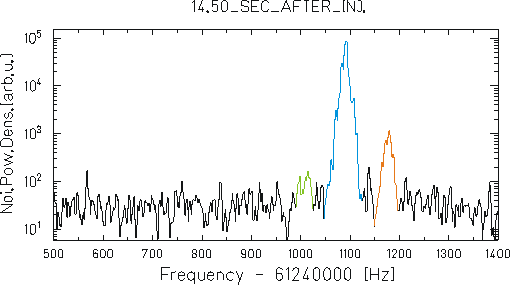 14.50_SEC_AFTER_INJ.
Noi.Pow.Dens.[arb.u.]
10^5
10^4
10^3
10^2
10^1
500 600 700 800 900 1000 1100 1200 1300 1400
Frequency - 61240000 [Hz]